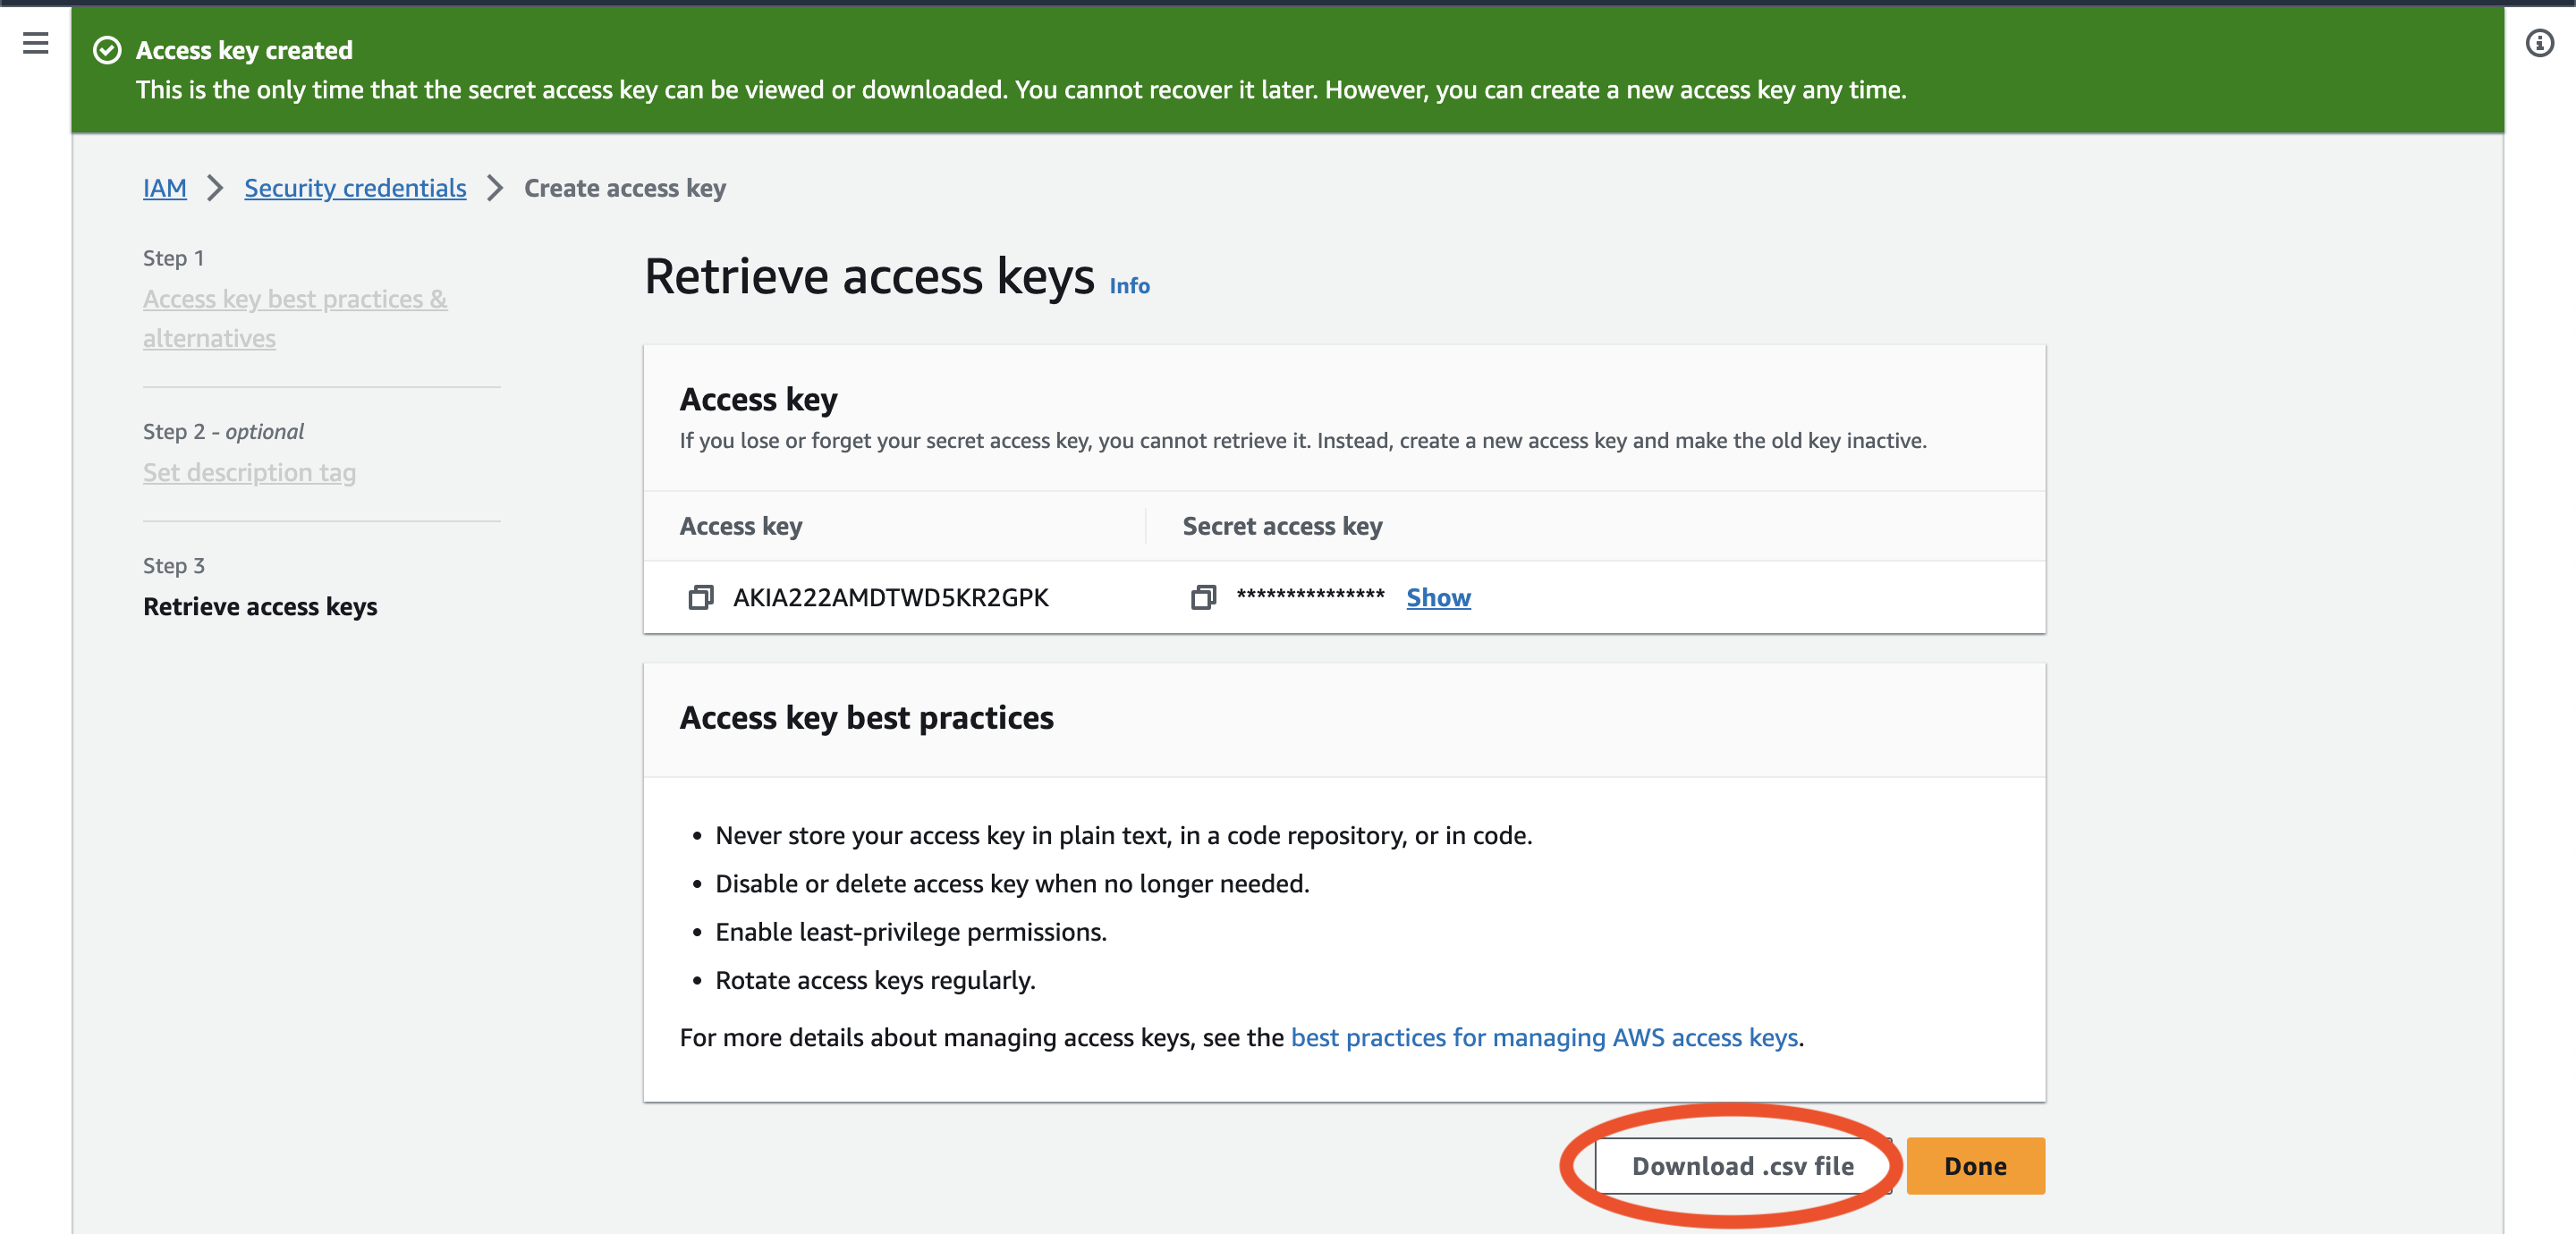 Access key created
This is the only time that the secret access key can be viewed or downloaded. You cannot recover it later. However, you can create a new access key any time.
IAM > Security credentials > Create access key
Step 1
Access key best practices &
alternatives
Step 2 - optional
Set description tag
Step 3
Retrieve access keys
Retrieve access keys Info
Access key
If you lose or forget your secret access key, you cannot retrieve it. Instead, create a new access key and make the old key inactive.
Access key Secret access key
AKIA222AMDTWD5KR2GPK *************** Show
Access key best practices
• Never store your access key in plain text, in a code repository, or in code.
• Disable or delete access key when no longer needed.
• Enable least-privilege permissions.
• Rotate access keys regularly.
For more details about managing access keys, see the best practices for managing AWS access keys.
Download .csv file Done